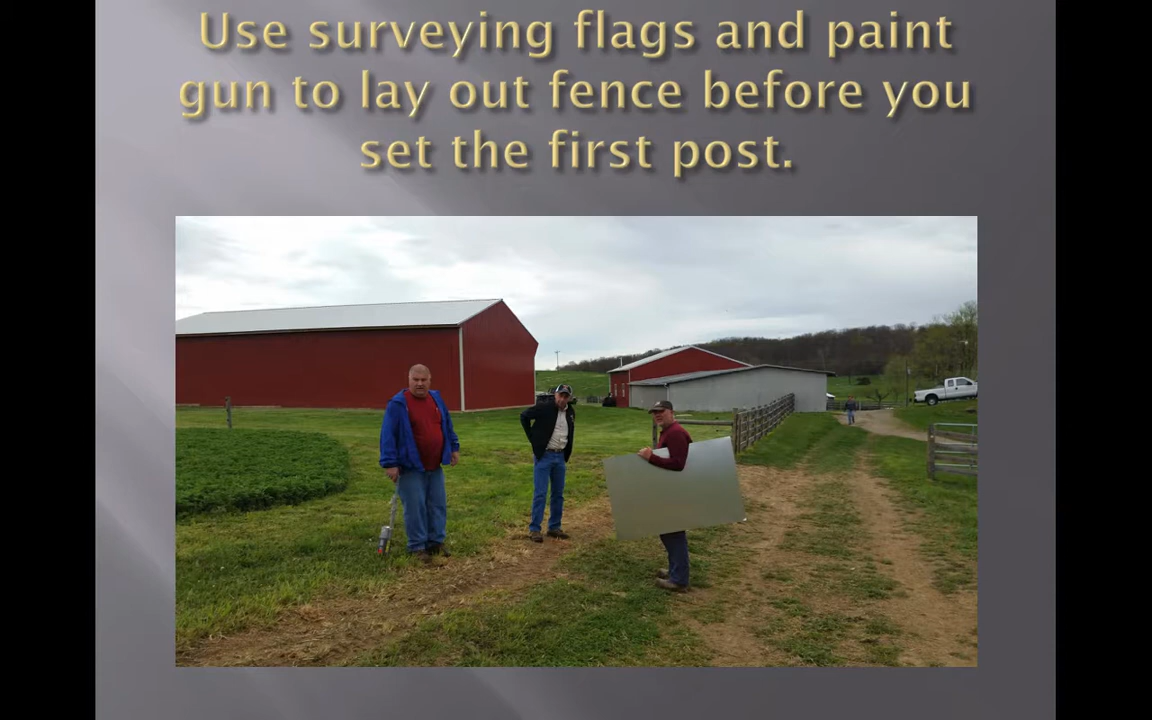 Use surveying flags and paint
gun to lay out fence before you
set the first post.